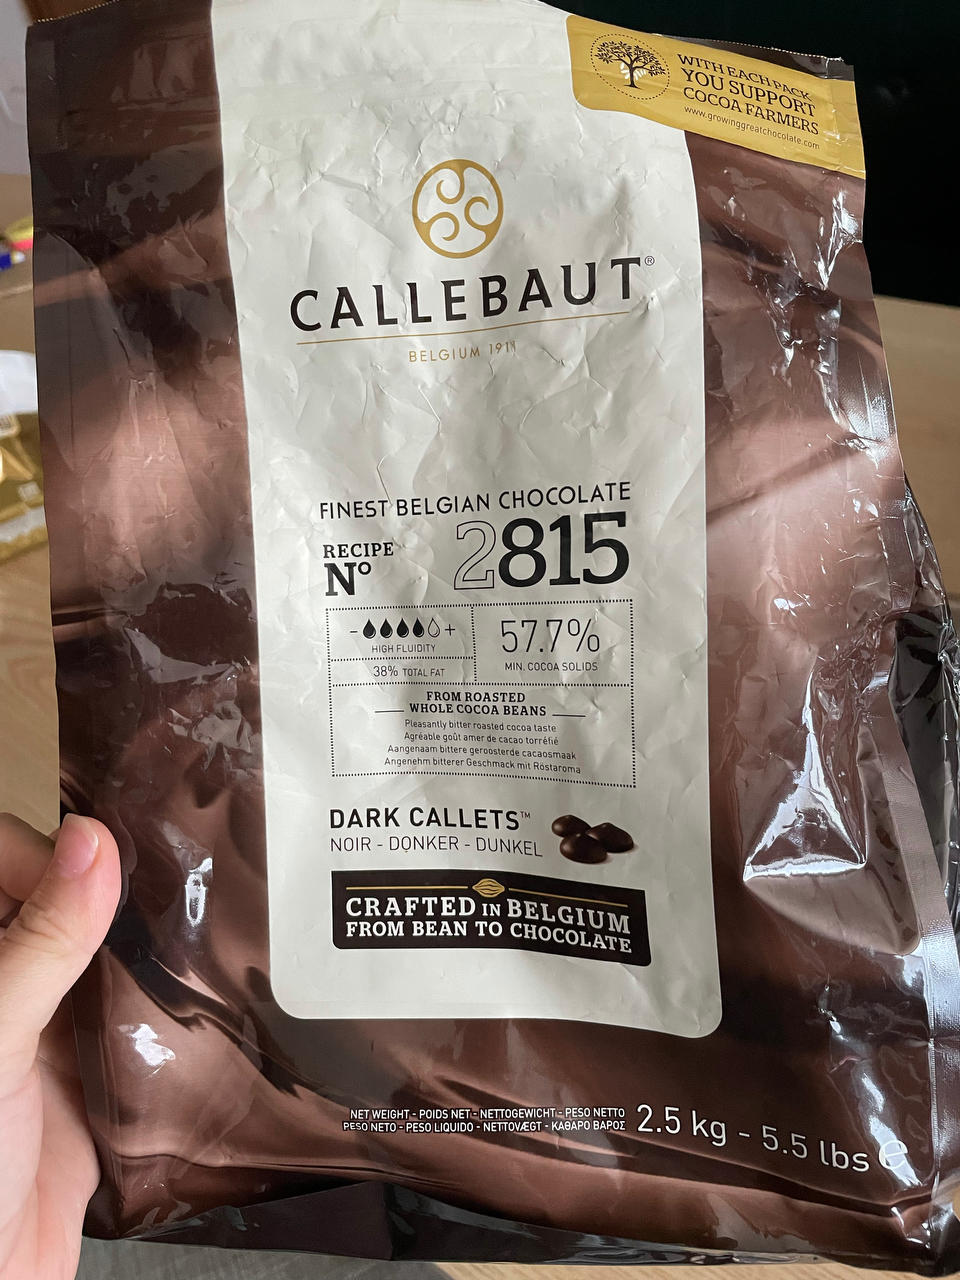 WITH EACH PACK
YOU SUPPORT
COCOA FARMERS
www.growinggreatchocolate.com
CALLEBAUT®
BELGIUM 1911
FINEST BELGIAN CHOCOLATE
RECIPE
Nº
2815
- +
HIGH FLUIDITY
38% TOTAL FAT
57.7%
MIN. COCOA SOLIDS
FROM ROASTED
WHOLE COCOA BEANS
Pleasantly bitter roasted cocoa taste
Agréable goût amer de cacao torréfié
Aangenaam bittere geroosterde cacaosmaak
Angenehm bitterer Geschmack mit Röstaroma
DARK CALLETS™
NOIR - DONKER - DUNKEL
CRAFTED IN BELGIUM
FROM BEAN TO CHOCOLATE
NET WEIGHT - POIDS NET - NETTOGEWICHT - PESO NETTO
PESO NETO - PESO LIQUIDO - NETTOVÆGT - ΚΑΘΑΡΟ ΒΑΡΟΣ
2.5 kg - 5.5 lbs ℮